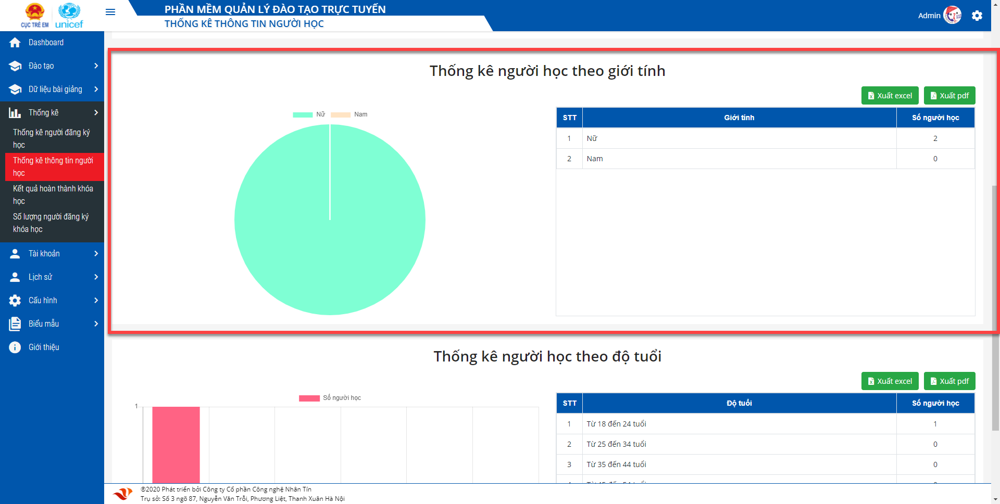 CỤC TRẺ EM
unicef
PHẦN MỀM QUẢN LÝ ĐÀO TẠO TRỰC TUYẾN
THỐNG KÊ THÔNG TIN NGƯỜI HỌC
Admin
Dashboard
Đào tạo
Dữ liệu bài giảng
Thống kê
Thống kê người đăng ký
học
Thống kê thông tin người
học
Kết quả hoàn thành khóa
học
Số lượng người đăng ký
khóa học
Tài khoản
Lịch sử
Cấu hình
Biểu mẫu
Giới thiệu
Thống kê người học theo giới tính
Xuất excel
Xuất pdf
Nữ
Nam
STT Giới tính Số người học
1 Nữ 2
2 Nam 0
Thống kê người học theo độ tuổi
Xuất excel
Xuất pdf
Số người học
1
STT Độ tuổi Số người học
1 Từ 18 đến 24 tuổi 1
2 Từ 25 đến 34 tuổi 0
3 Từ 35 đến 44 tuổi 0
®2020 Phát triển bởi Công ty Cổ phần Công nghệ Nhân Tín
Trụ sở: Số 3 ngõ 87, Nguyễn Văn Trỗi, Phương Liệt, Thanh Xuân Hà Nội